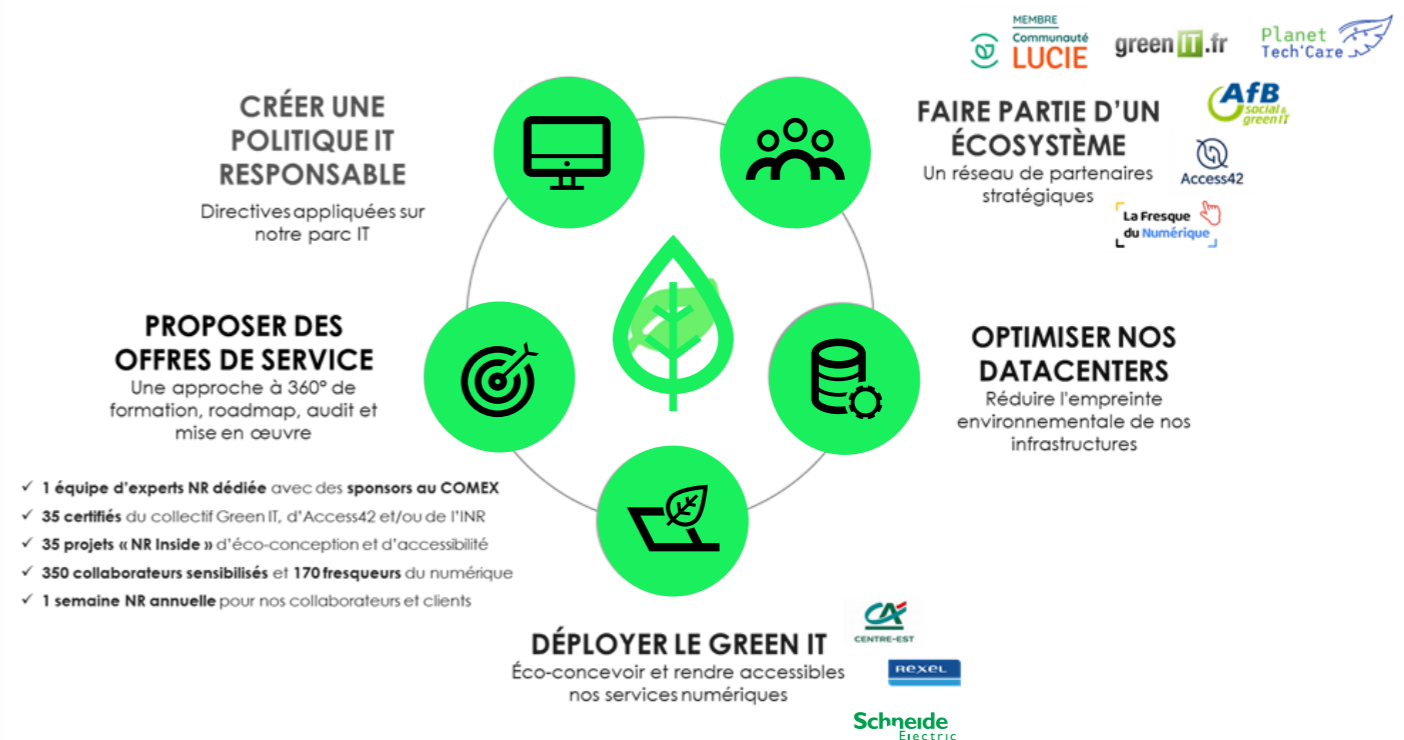 MEMBRE
Communauté
LUCIE
greenIT.fr
Planet
Tech'Care
CRÉER UNE
POLITIQUE IT
RESPONSABLE
Directives appliquées sur
notre parc IT
FAIRE PARTIE D’UN
ÉCOSYSTÈME
Un réseau de partenaires
stratégiques
AfB
social &
green IT
Access42
La Fresque
du Numérique
PROPOSER DES
OFFRES DE SERVICE
Une approche à 360° de
formation, roadmap, audit et
mise en œuvre
OPTIMISER NOS
DATACENTERS
Réduire l'empreinte
environnementale de nos
infrastructures
✓ 1 équipe d’experts NR dédiée avec des sponsors au COMEX
✓ 35 certifiés du collectif Green IT, d’Access42 et/ou de l’INR
✓ 35 projets « NR Inside » d’éco-conception et d’accessibilité
✓ 350 collaborateurs sensibilisés et 170 fresqueurs du numérique
✓ 1 semaine NR annuelle pour nos collaborateurs et clients
DÉPLOYER LE GREEN IT
Éco-concevoir et rendre accessibles
nos services numériques
CA
CENTRE-EST
REXEL
Schneide
Electric